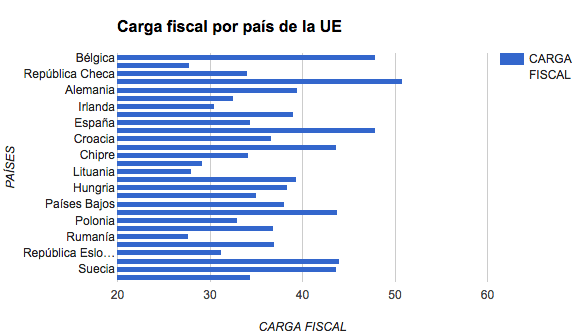 Carga fiscal por país de la UE
CARGA
FISCAL
PAÍSES
Bélgica
República Checa
Alemania
Irlanda
España
Croacia
Chipre
Lituania
Hungria
Países Bajos
Polonia
Rumanía
República Eslo…
Suecia
20 30 40 50 60
CARGA FISCAL